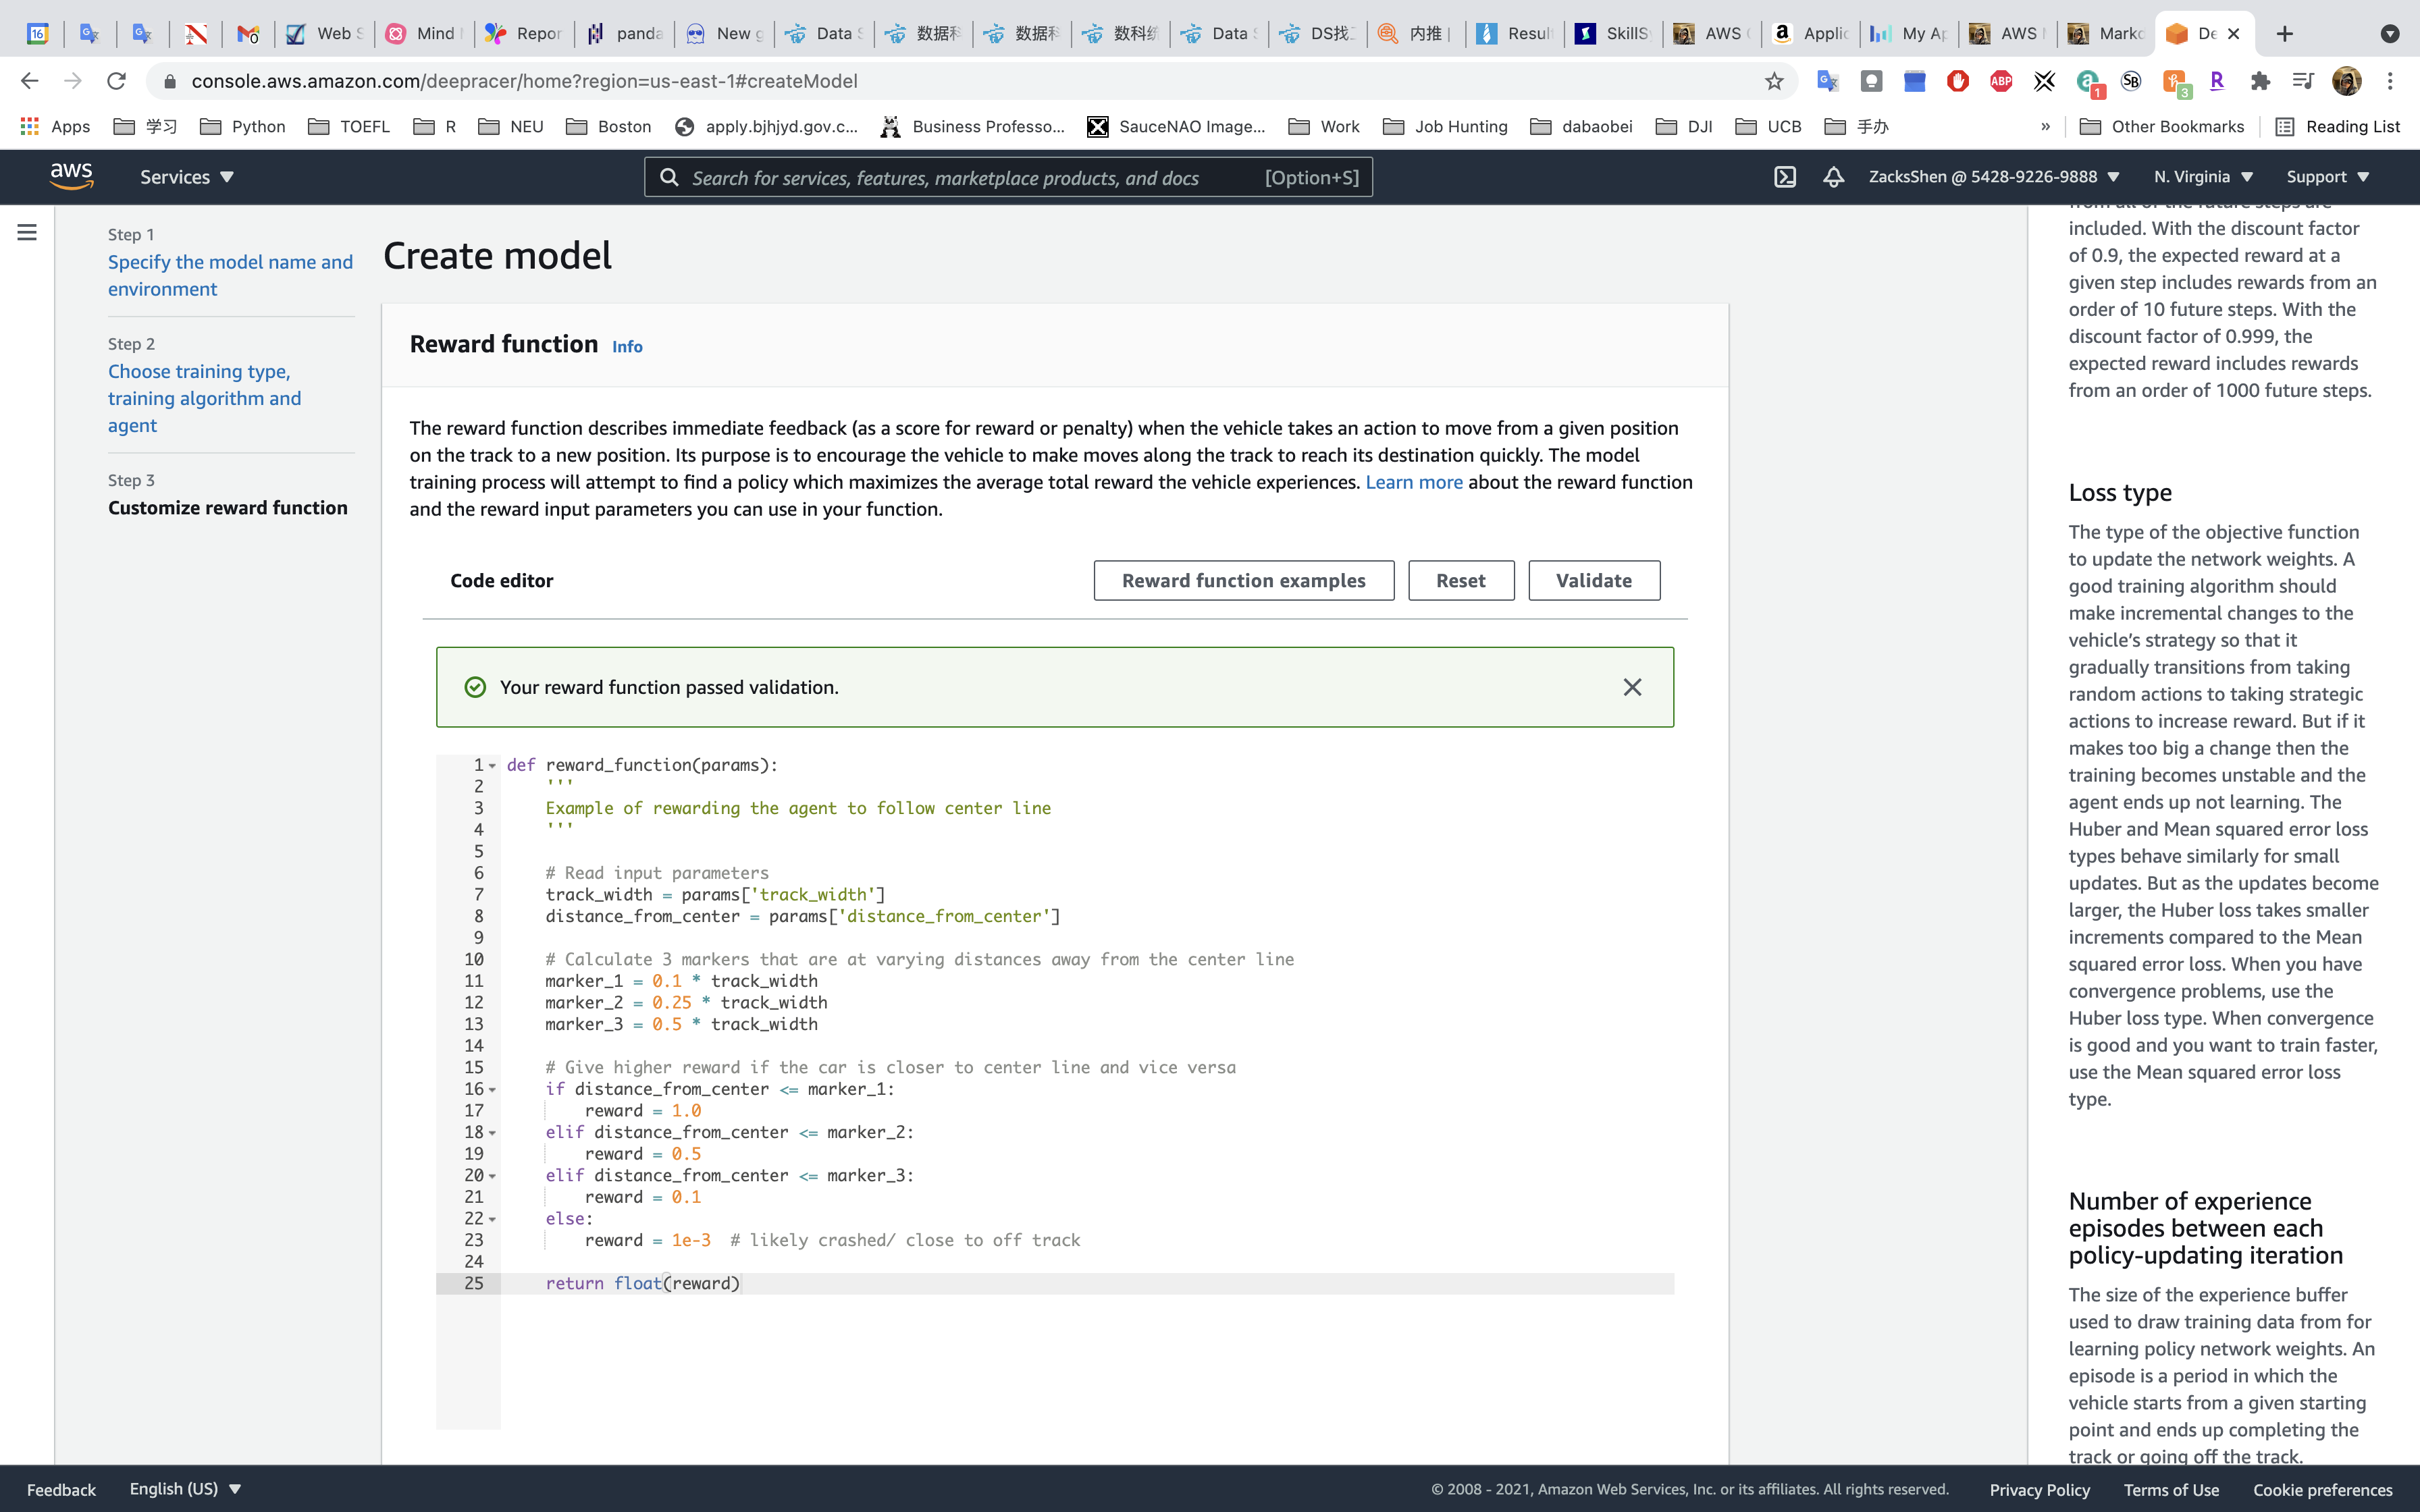 16
0
Web S
Mind M
Repor
panda
New g
Data S
数据科
数据科
数科纷
Data S
DS找工
内推 |
Resul
SkillS
AWS C
Applic
My Ap
AWS M
Marke
De
console.aws.amazon.com/deepracer/home?region=us-east-1#createModel
ABP
1
SB
3
R
Apps
学习
Python
TOEFL
R
NEU
Boston
apply.bjhjyd.gov.c...
Business Professo...
SauceNAO Image...
Work
Job Hunting
dabaobei
DJI
UCB
手办
»
Other Bookmarks
Reading List
aws
Services
Search for services, features, marketplace products, and docs
[Option+S]
ZacksShen @ 5428-9226-9888
N. Virginia
Support
Step 1
Specify the model name and
environment
Step 2
Choose training type,
training algorithm and
agent
Step 3
Customize reward function
Create model
Reward function Info
The reward function describes immediate feedback (as a score for reward or penalty) when the vehicle takes an action to move from a given position
on the track to a new position. Its purpose is to encourage the vehicle to make moves along the track to reach its destination quickly. The model
training process will attempt to find a policy which maximizes the average total reward the vehicle experiences. Learn more about the reward function
and the reward input parameters you can use in your function.
Code editor
Reward function examples
Reset
Validate
Your reward function passed validation.
1 def reward_function(params):
2     '''
3     Example of rewarding the agent to follow center line
4     '''
5
6     # Read input parameters
7     track_width = params['track_width']
8     distance_from_center = params['distance_from_center']
9
10     # Calculate 3 markers that are at varying distances away from the center line
11     marker_1 = 0.1 * track_width
12     marker_2 = 0.25 * track_width
13     marker_3 = 0.5 * track_width
14
15     # Give higher reward if the car is closer to center line and vice versa
16     if distance_from_center <= marker_1:
17         reward = 1.0
18     elif distance_from_center <= marker_2:
19         reward = 0.5
20     elif distance_from_center <= marker_3:
21         reward = 0.1
22     else:
23         reward = 1e-3  # likely crashed/ close to off track
24
25     return float(reward)
from all of the future steps are
included. With the discount factor
of 0.9, the expected reward at a
given step includes rewards from an
order of 10 future steps. With the
discount factor of 0.999, the
expected reward includes rewards
from an order of 1000 future steps.
Loss type
The type of the objective function
to update the network weights. A
good training algorithm should
make incremental changes to the
vehicle's strategy so that it
gradually transitions from taking
random actions to taking strategic
actions to increase reward. But if it
makes too big a change then the
training becomes unstable and the
agent ends up not learning. The
Huber and Mean squared error loss
types behave similarly for small
updates. But as the updates become
larger, the Huber loss takes smaller
increments compared to the Mean
squared error loss. When you have
convergence problems, use the
Huber loss type. When convergence
is good and you want to train faster,
use the Mean squared error loss
type.
Number of experience
episodes between each
policy-updating iteration
The size of the experience buffer
used to draw training data from for
learning policy network weights. An
episode is a period in which the
vehicle starts from a given starting
point and ends up completing the
track or going off the track.
Feedback
English (US)
© 2008 - 2021, Amazon Web Services, Inc. or its affiliates. All rights reserved.
Privacy Policy
Terms of Use
Cookie preferences